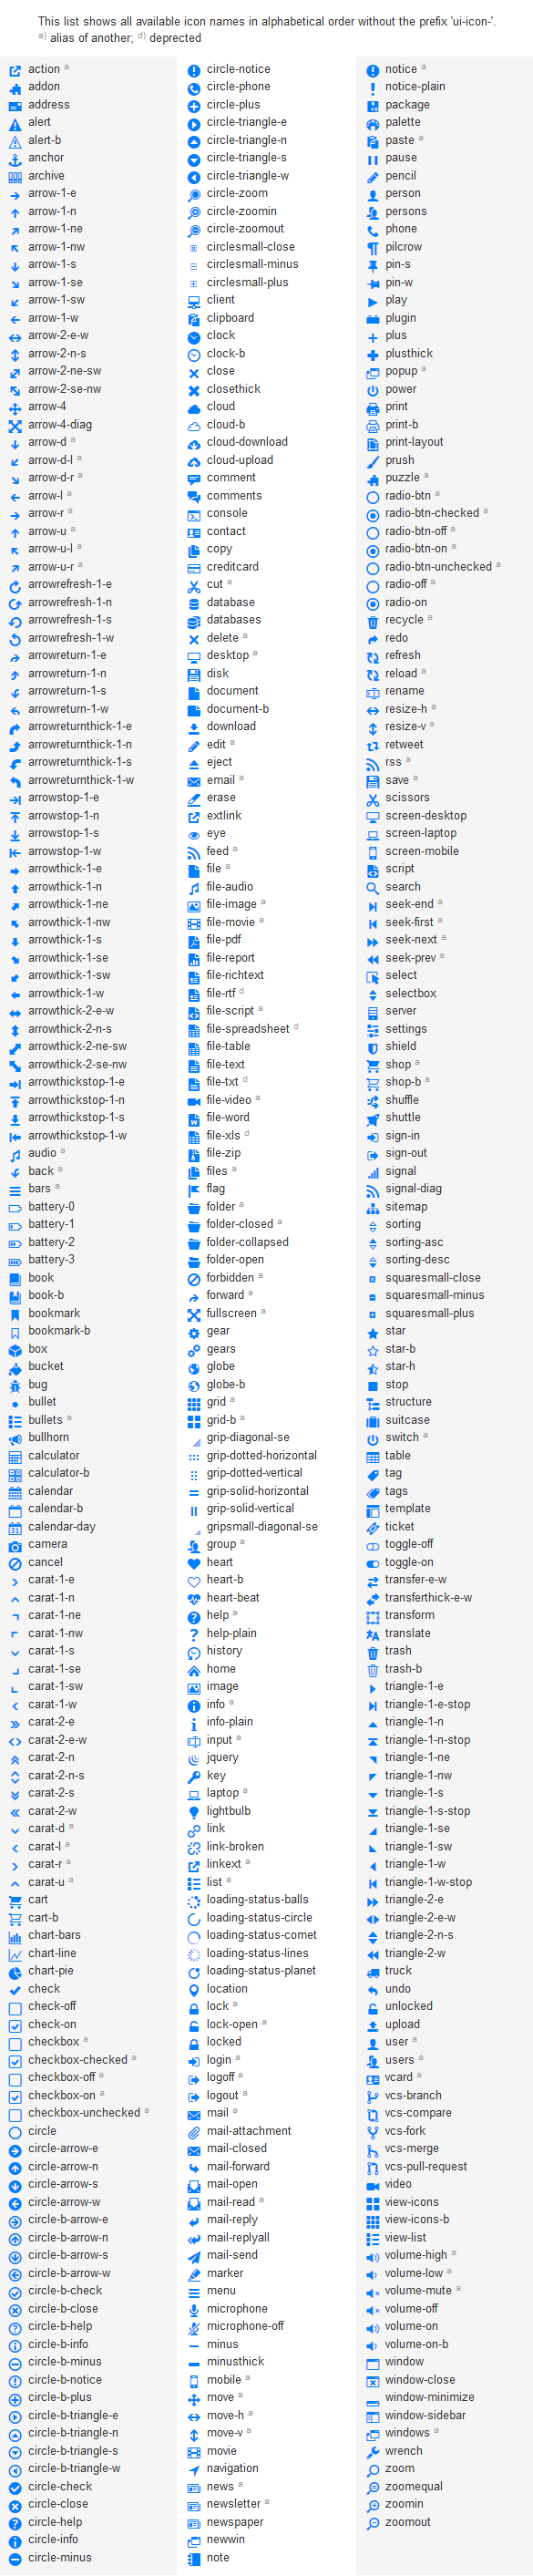 This list shows all available icon names in alphabetical order without the prefix 'ui-icon-'.
a) alias of another; d) deprected
action a
addon
address
alert
alert-b
anchor
archive
arrow-1-e
arrow-1-n
arrow-1-ne
arrow-1-nw
arrow-1-s
arrow-1-se
arrow-1-sw
arrow-1-w
arrow-2-e-w
arrow-2-n-s
arrow-2-ne-sw
arrow-2-se-nw
arrow-4
arrow-4-diag
arrow-d a
arrow-d-l a
arrow-d-r a
arrow-l a
arrow-r a
arrow-u a
arrow-u-l a
arrow-u-r a
arrowrefresh-1-e
arrowrefresh-1-n
arrowrefresh-1-s
arrowrefresh-1-w
arrowreturn-1-e
arrowreturn-1-n
arrowreturn-1-s
arrowreturn-1-w
arrowreturnthick-1-e
arrowreturnthick-1-n
arrowreturnthick-1-s
arrowreturnthick-1-w
arrowstop-1-e
arrowstop-1-n
arrowstop-1-s
arrowstop-1-w
arrowthick-1-e
arrowthick-1-n
arrowthick-1-ne
arrowthick-1-nw
arrowthick-1-s
arrowthick-1-se
arrowthick-1-sw
arrowthick-1-w
arrowthick-2-e-w
arrowthick-2-n-s
arrowthick-2-ne-sw
arrowthick-2-se-nw
arrowthickstop-1-e
arrowthickstop-1-n
arrowthickstop-1-s
arrowthickstop-1-w
audio a
back a
bars a
battery-0
battery-1
battery-2
battery-3
book
book-b
bookmark
bookmark-b
box
bucket
bug
bullet
bullets a
bullhorn
calculator
calculator-b
calendar
calendar-b
calendar-day
camera
cancel
carat-1-e
carat-1-n
carat-1-ne
carat-1-nw
carat-1-s
carat-1-se
carat-1-sw
carat-1-w
carat-2-e
carat-2-e-w
carat-2-n
carat-2-n-s
carat-2-s
carat-2-w
carat-d a
carat-l a
carat-r a
carat-u a
cart
cart-b
chart-bars
chart-line
chart-pie
check
check-off
check-on
checkbox a
checkbox-checked a
checkbox-off a
checkbox-on a
checkbox-unchecked a
circle
circle-arrow-e
circle-arrow-n
circle-arrow-s
circle-arrow-w
circle-b-arrow-e
circle-b-arrow-n
circle-b-arrow-s
circle-b-arrow-w
circle-b-check
circle-b-close
circle-b-help
circle-b-info
circle-b-minus
circle-b-notice
circle-b-plus
circle-b-triangle-e
circle-b-triangle-n
circle-b-triangle-s
circle-b-triangle-w
circle-check
circle-close
circle-help
circle-info
circle-minus
circle-notice
circle-phone
circle-plus
circle-triangle-e
circle-triangle-n
circle-triangle-s
circle-triangle-w
circle-zoom
circle-zoomin
circle-zoomout
circlesmall-close
circlesmall-minus
circlesmall-plus
client
clipboard
clock
clock-b
close
closethick
cloud
cloud-b
cloud-download
cloud-upload
comment
comments
console
contact
copy
creditcard
cut a
database
databases
delete a
desktop a
disk
document
document-b
download
edit a
eject
email a
erase
extlink
eye
feed a
file a
file-audio
file-image a
file-movie a
file-pdf
file-report
file-richtext
file-rtf d
file-script a
file-spreadsheet d
file-table
file-text
file-txt d
file-video a
file-word
file-xls d
file-zip
files a
flag
folder a
folder-closed a
folder-collapsed
folder-open
forbidden a
forward a
fullscreen a
gear
gears
globe
globe-b
grid a
grid-b a
grip-diagonal-se
grip-dotted-horizontal
grip-dotted-vertical
grip-solid-horizontal
grip-solid-vertical
gripsmall-diagonal-se
group a
heart
heart-b
heart-beat
help a
help-plain
history
home
image
info a
info-plain
input a
jquery
key
laptop a
lightbulb
link
link-broken
linkext a
list a
loading-status-balls
loading-status-circle
loading-status-comet
loading-status-lines
loading-status-planet
location
lock a
lock-open a
locked
login a
logoff a
logout a
mail a
mail-attachment
mail-closed
mail-forward
mail-open
mail-read a
mail-reply
mail-replyall
mail-send
marker
menu
microphone
microphone-off
minus
minusthick
mobile a
move a
move-h a
move-v a
movie
navigation
news a
newsletter a
newspaper
newwin
note
notice a
notice-plain
package
palette
paste a
pause
pencil
person
persons
phone
pilcrow
pin-s
pin-w
play
plugin
plus
plusthick
popup a
power
print
print-b
print-layout
prush
puzzle a
radio-btn a
radio-btn-checked a
radio-btn-off a
radio-btn-on a
radio-btn-unchecked a
radio-off a
radio-on
recycle a
redo
refresh
reload a
rename
resize-h a
resize-v a
retweet
rss a
save a
scissors
screen-desktop
screen-laptop
screen-mobile
script
search
seek-end a
seek-first a
seek-next a
seek-prev a
select
selectbox
server
settings
shield
shop a
shop-b a
shuffle
shuttle
sign-in
sign-out
signal
signal-diag
sitemap
sorting
sorting-asc
sorting-desc
squaresmall-close
squaresmall-minus
squaresmall-plus
star
star-b
star-h
stop
structure
suitcase
switch a
table
tag
tags
template
ticket
toggle-off
toggle-on
transfer-e-w
transferthick-e-w
transform
translate
trash
trash-b
triangle-1-e
triangle-1-e-stop
triangle-1-n
triangle-1-n-stop
triangle-1-ne
triangle-1-nw
triangle-1-s
triangle-1-s-stop
triangle-1-se
triangle-1-sw
triangle-1-w
triangle-1-w-stop
triangle-2-e
triangle-2-e-w
triangle-2-n-s
triangle-2-w
truck
undo
unlocked
upload
user a
users a
vcard a
vcs-branch
vcs-compare
vcs-fork
vcs-merge
vcs-pull-request
video
view-icons
view-icons-b
view-list
volume-high a
volume-low a
volume-mute a
volume-off
volume-on
volume-on-b
window
window-close
window-minimize
window-sidebar
windows a
wrench
zoom
zoomequal
zoomin
zoomout